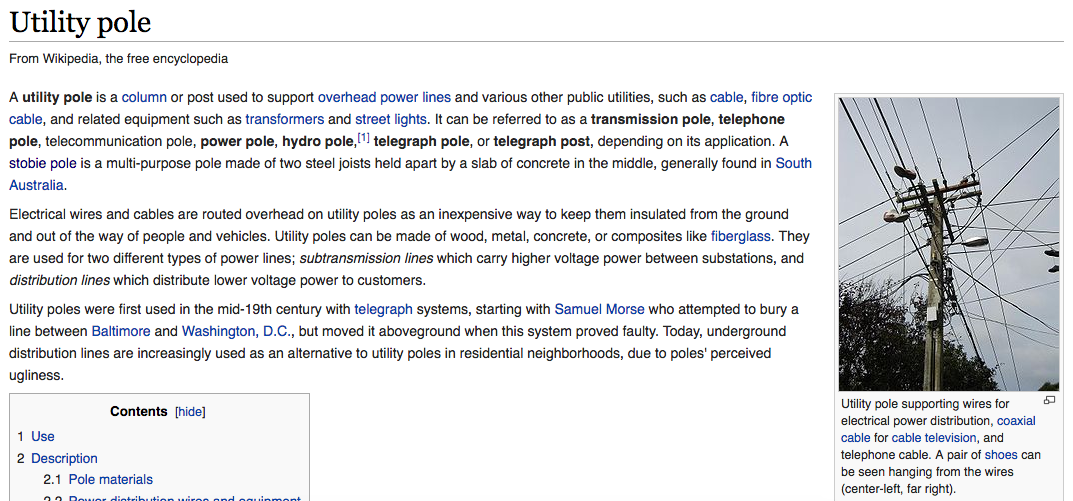 Utility pole
From Wikipedia, the free encyclopedia
A utility pole is a column or post used to support overhead power lines and various other public utilities, such as cable, fibre optic
cable, and related equipment such as transformers and street lights. It can be referred to as a transmission pole, telephone
pole, telecommunication pole, power pole, hydro pole,[1] telegraph pole, or telegraph post, depending on its application. A
stobie pole is a multi-purpose pole made of two steel joists held apart by a slab of concrete in the middle, generally found in South
Australia.
Electrical wires and cables are routed overhead on utility poles as an inexpensive way to keep them insulated from the ground
and out of the way of people and vehicles. Utility poles can be made of wood, metal, concrete, or composites like fiberglass. They
are used for two different types of power lines; subtransmission lines which carry higher voltage power between substations, and
distribution lines which distribute lower voltage power to customers.
Utility poles were first used in the mid-19th century with telegraph systems, starting with Samuel Morse who attempted to bury a
line between Baltimore and Washington, D.C., but moved it aboveground when this system proved faulty. Today, underground
distribution lines are increasingly used as an alternative to utility poles in residential neighborhoods, due to poles' perceived
ugliness.
Contents [hide]
1 Use
2 Description
2.1 Pole materials
2.2 Power distribution wires and equipment
Utility pole supporting wires for
electrical power distribution, coaxial
cable for cable television, and
telephone cable. A pair of shoes can
be seen hanging from the wires
(center-left, far right).